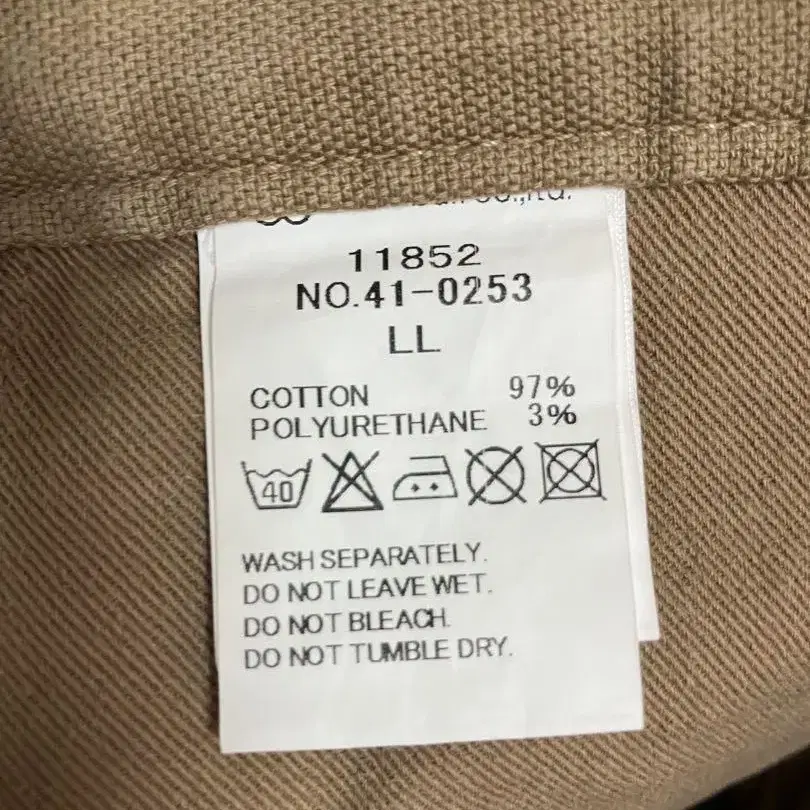 11852
NO.41-0253
LL
COTTON 97%
POLYURETHANE 3%
40
WASH SEPARATELY.
DO NOT LEAVE WET.
DO NOT BLEACH.
DO NOT TUMBLE DRY.